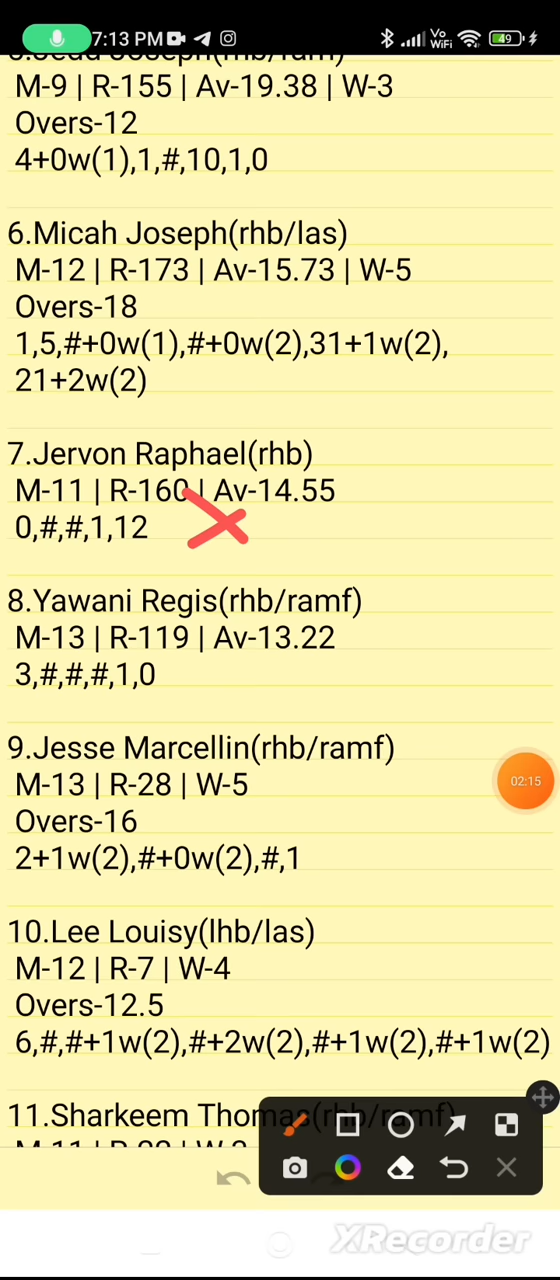 7:13 PM
Vo
WiFi
49
M-9 | R-155 | Av-19.38 | W-3
Overs-12
4+0w(1),1,#,10,1,0
6.Micah Joseph(rhb/las)
M-12 | R-173 | Av-15.73 | W-5
Overs-18
1,5,#+0w(1),#+0w(2),31+1w(2),
21+2w(2)
7.Jervon Raphael(rhb)
M-11 | R-160 | Av-14.55
0,#,#,1,12
8.Yawani Regis(rhb/ramf)
M-13 | R-119 | Av-13.22
3,#,#,#,1,0
9.Jesse Marcellin(rhb/ramf)
M-13 | R-28 | W-5
02:15
Overs-16
2+1w(2),#+0w(2),#,1
10.Lee Louisy(lhb/las)
M-12 | R-7 | W-4
Overs-12.5
6,#,#+1w(2),#+2w(2),#+1w(2),#+1w(2)
11.Sharkeem Thomas(rhb/ramf)
XRecorder